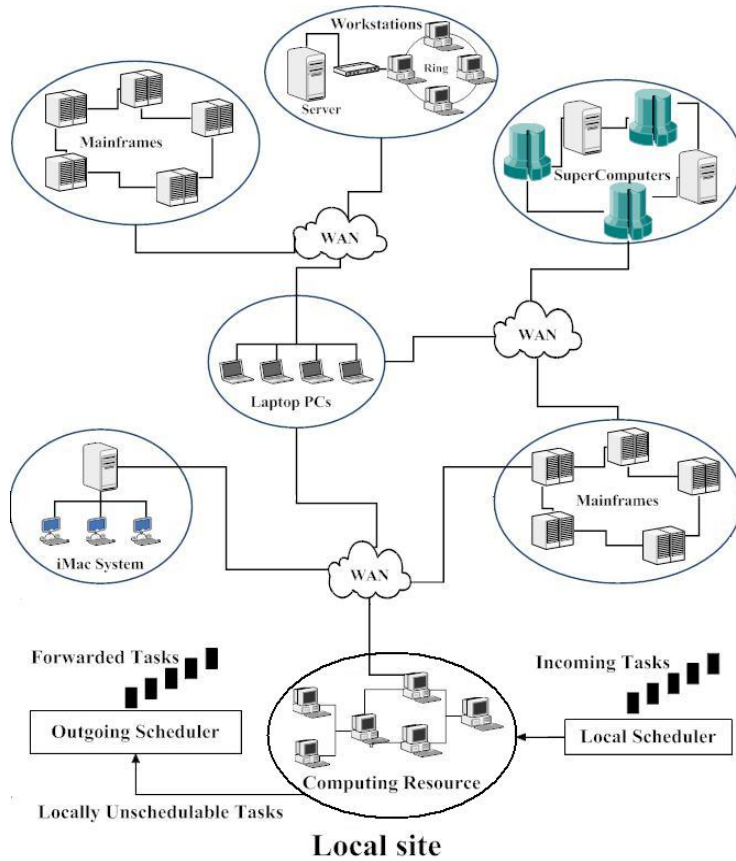 Workstations
Ring
Server
Mainframes
SuperComputers
WAN
WAN
Laptop PCs
Mainframes
iMac System
WAN
Forwarded Tasks
Incoming Tasks
Outgoing Scheduler
Local Scheduler
Computing Resource
Locally Unschedulable Tasks
Local site